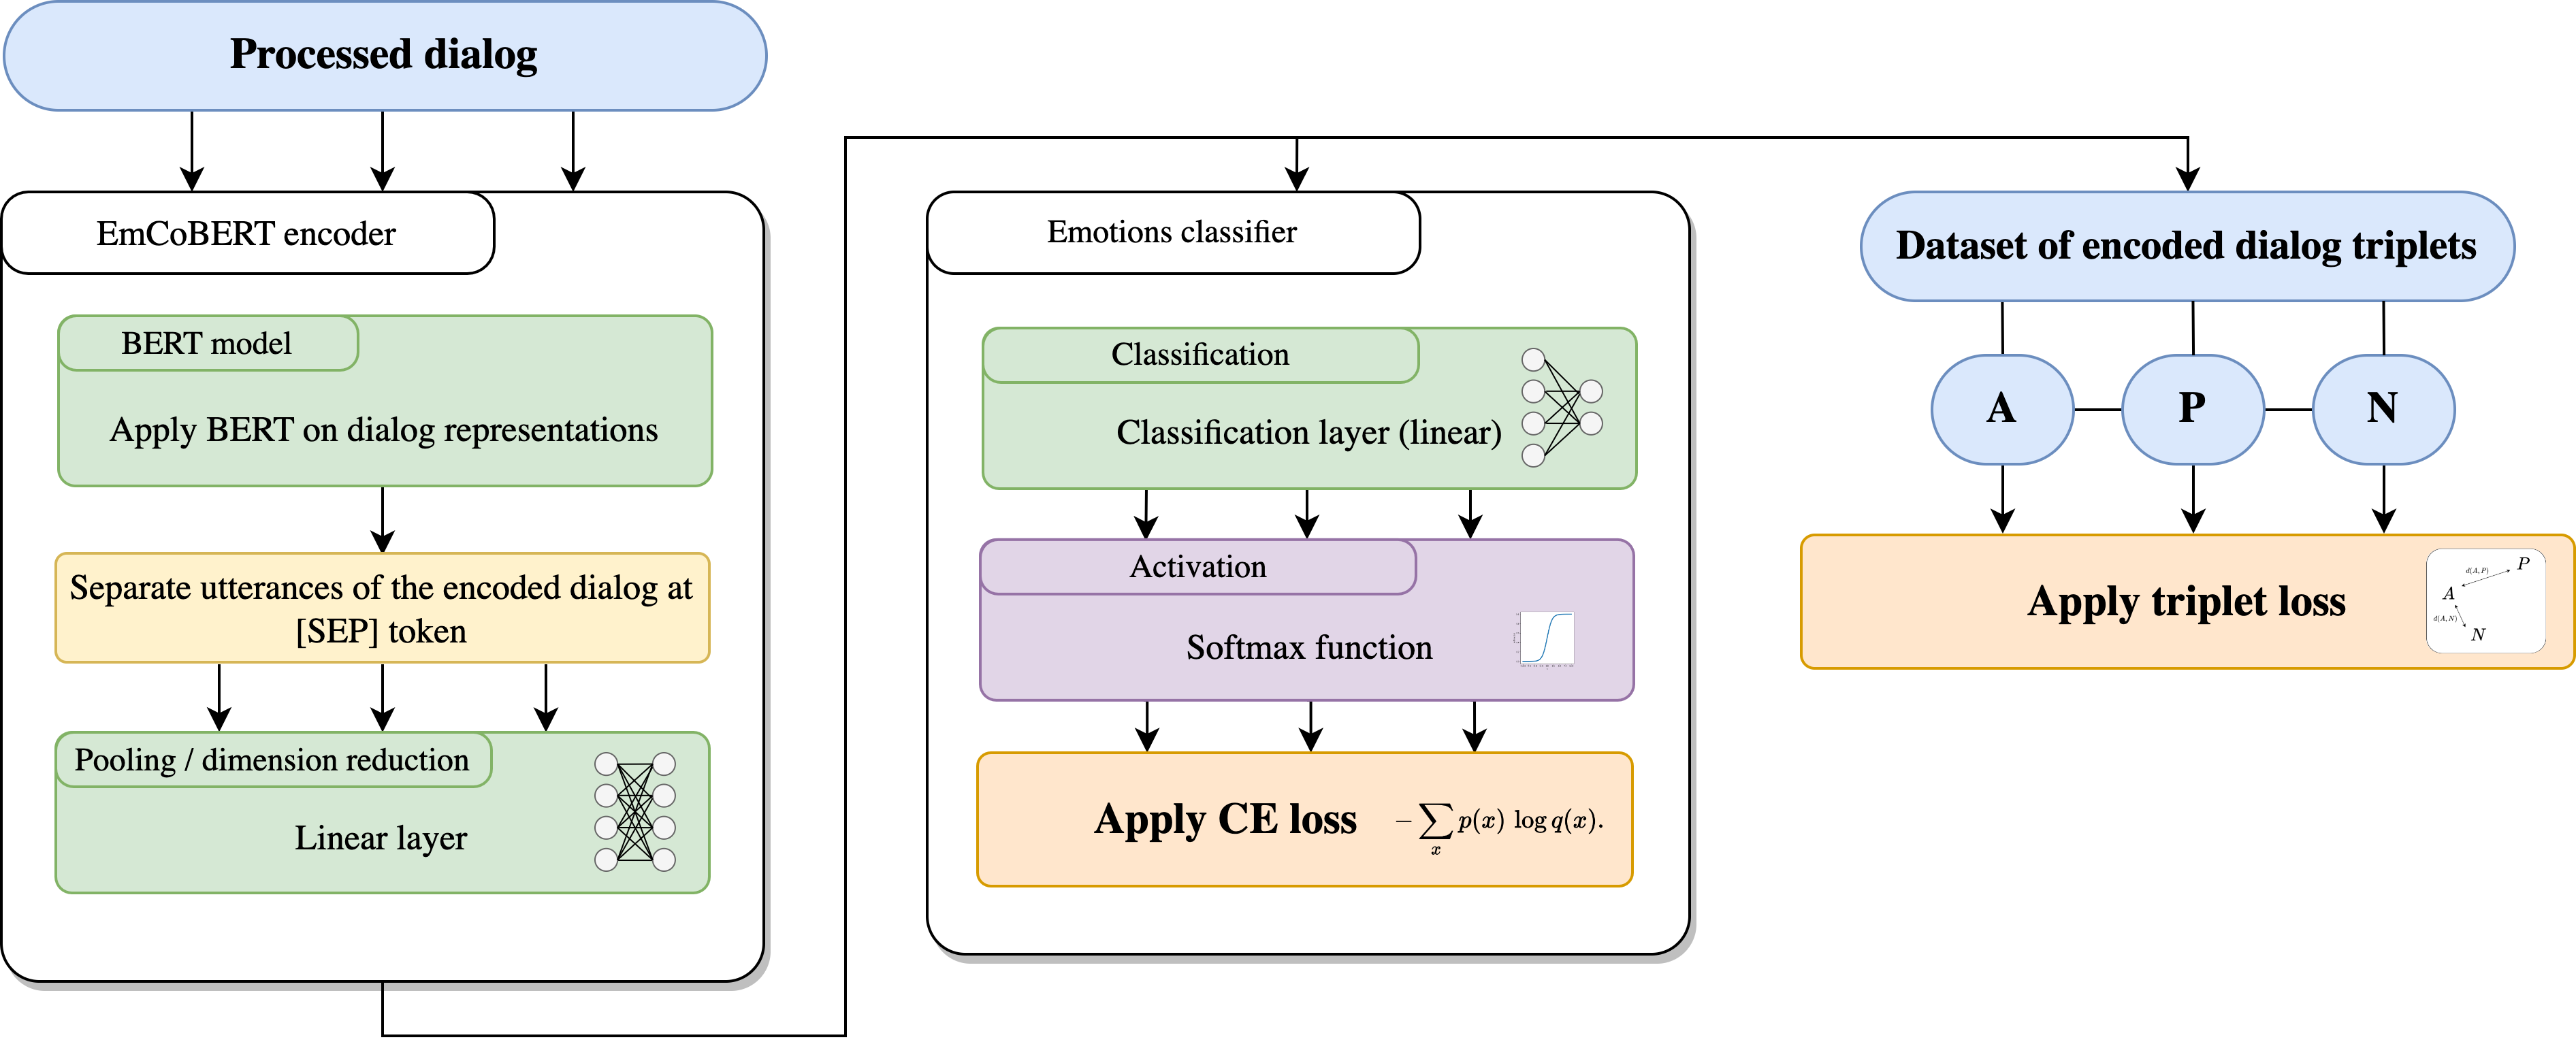 Processed dialog
EmCoBERT encoder
BERT model
Apply BERT on dialog representations
Separate utterances of the encoded dialog at
[SEP] token
Pooling / dimension reduction
Linear layer
Emotions classifier
Classification
Classification layer (linear)
Activation
Softmax function
Apply CE loss
− ∑ₓ p(x) log q(x).
Dataset of encoded dialog triplets
A
P
N
Apply triplet loss
P
d(A, P)
A
d(A, N)
N